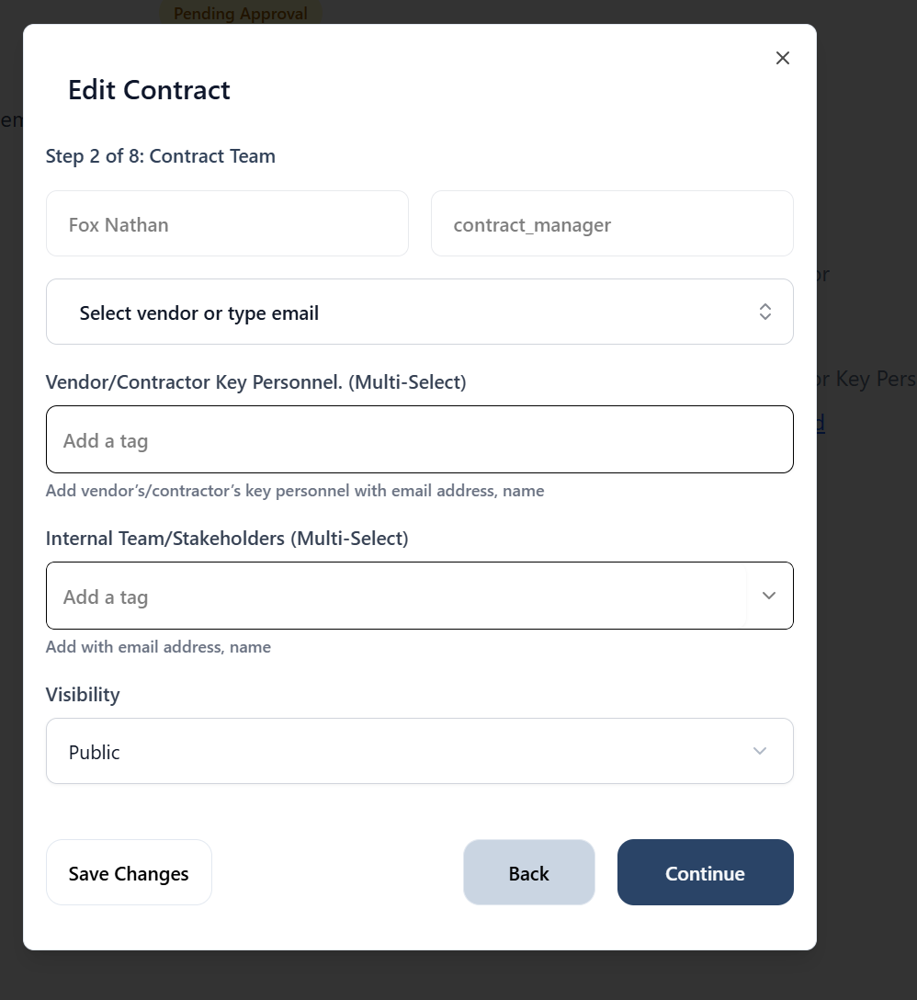 Pending Approval
Edit Contract
Step 2 of 8: Contract Team
Fox Nathan
contract_manager
Select vendor or type email
Vendor/Contractor Key Personnel. (Multi-Select)
or Key Pers
Add a tag
Add vendor’s/contractor’s key personnel with email address, name
Internal Team/Stakeholders (Multi-Select)
Add a tag
Add with email address, name
Visibility
Public
Save Changes
Back
Continue